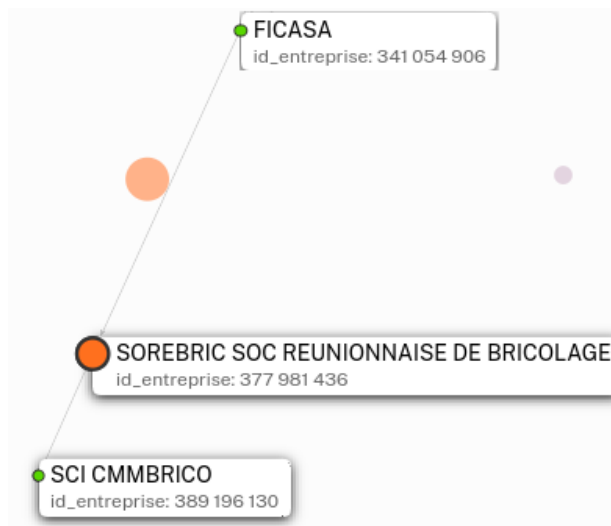 FICASA
id_entreprise: 341 054 906
SOREBRIC SOC REUNIONNAISE DE BRICOLAGE
id_entreprise: 377 981 436
SCI CMMBRICO
id_entreprise: 389 196 130